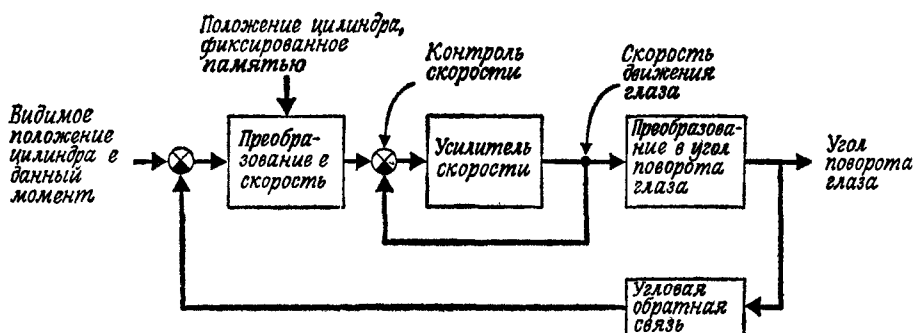 Положение цилиндра,
фиксированное
памятью
Контроль
скорости
Скорость
движения
глаза
Видимое
положение
цилиндра е
данный
момент
Преобра-
зование е
скорость
Усилитель
скорости
Преобразова-
ние в угол
поворота
глаза
Угол
поворота
глаза
Угловая
обратная
связь